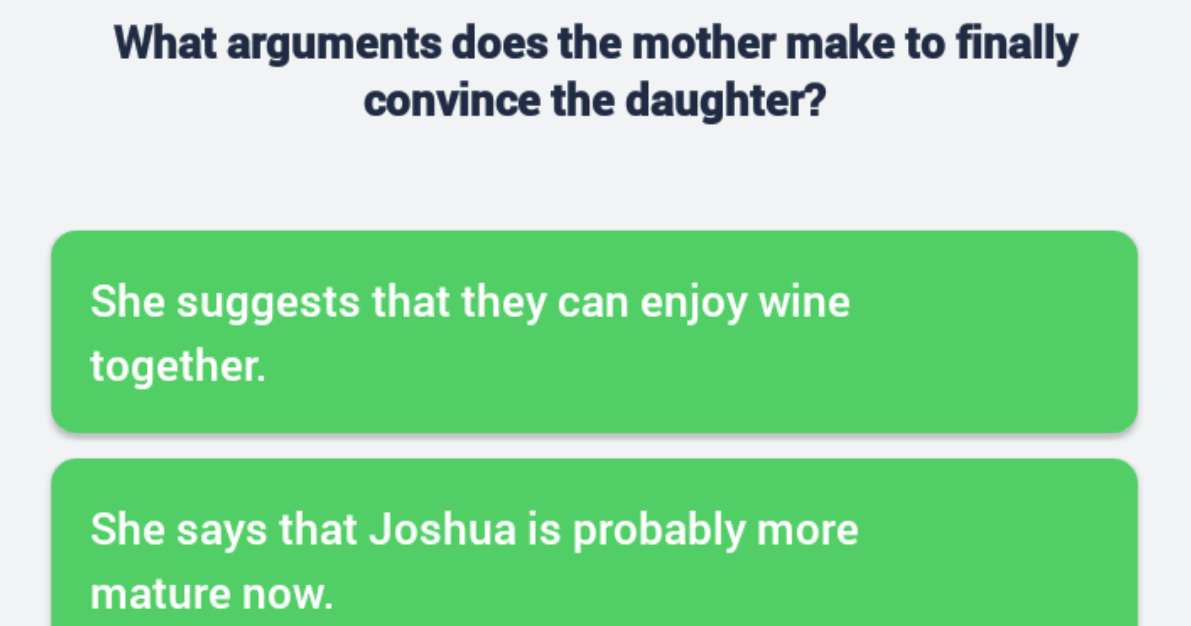 What arguments does the mother make to finally
convince the daughter?
She suggests that they can enjoy wine
together.
She says that Joshua is probably more
mature now.